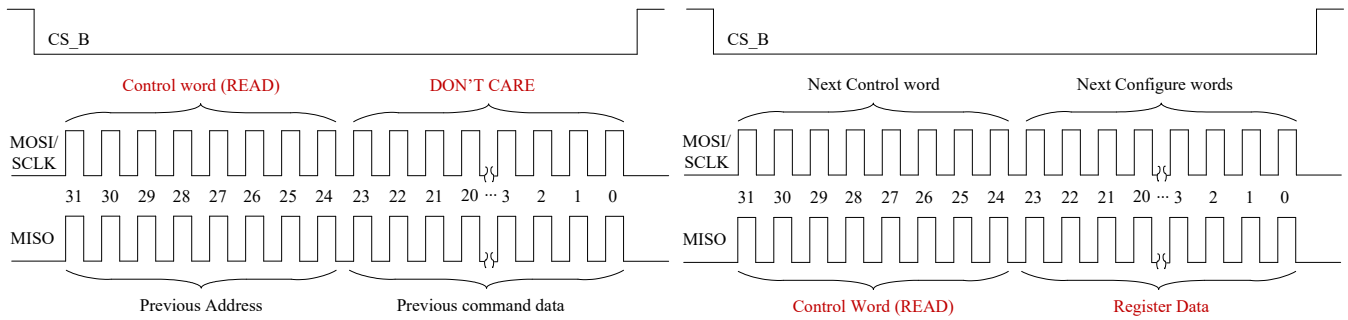 CS_B
Control word (READ) DON'T CARE
MOSI/
SCLK
31 30 29 28 27 26 25 24 23 22 21 20 ··· 3 2 1 0
MISO
Previous Address Previous command data
CS_B
Next Control word Next Configure words
MOSI/
SCLK
31 30 29 28 27 26 25 24 23 22 21 20 ··· 3 2 1 0
MISO
Control Word (READ) Register Data